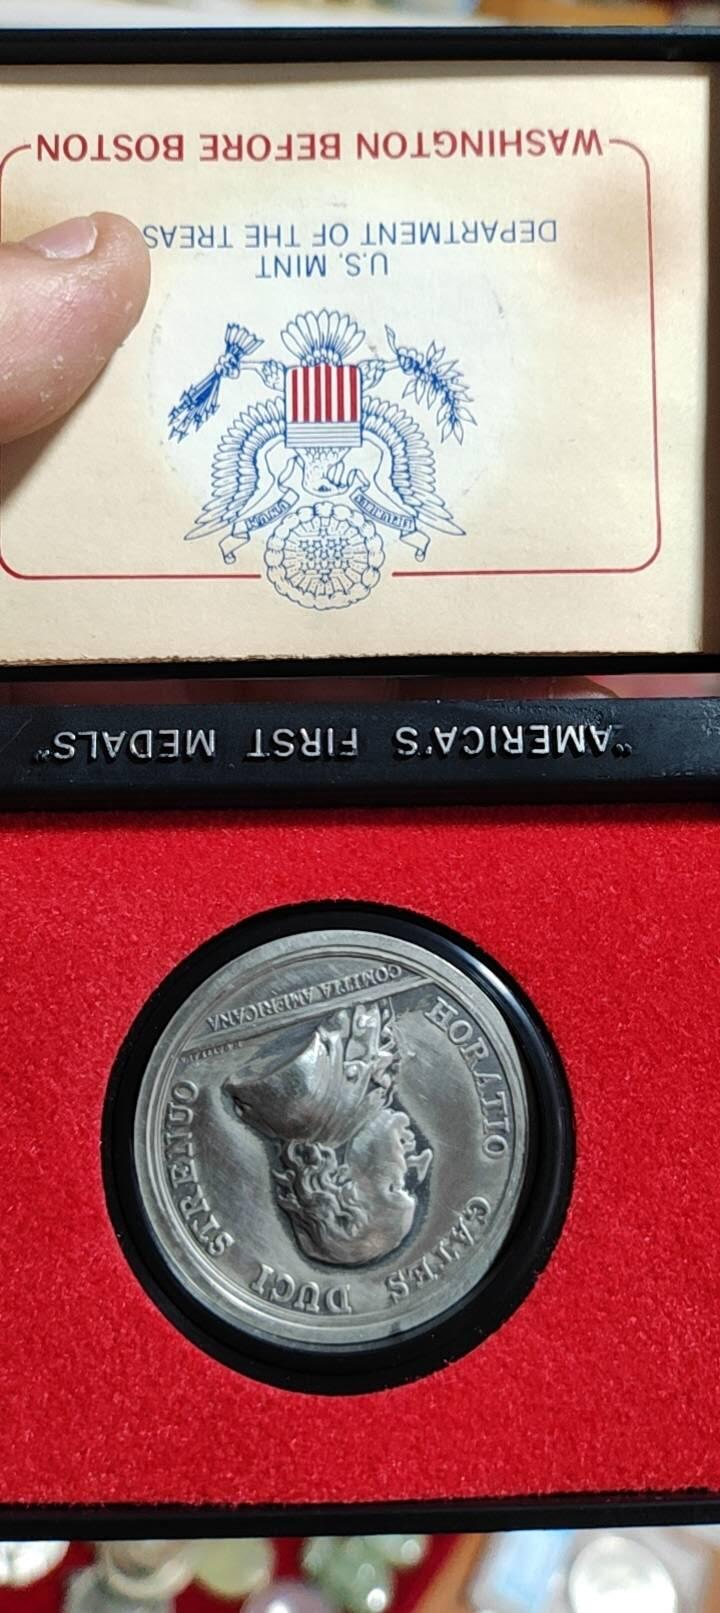 WASHINGTON BEFORE BOSTON
DEPARTMENT OF THE TREAS
U.S. MINT
"AMERICA'S FIRST MEDALS"
HORATIO GATES DUCI STRENUO
COMITIA AMERICANA